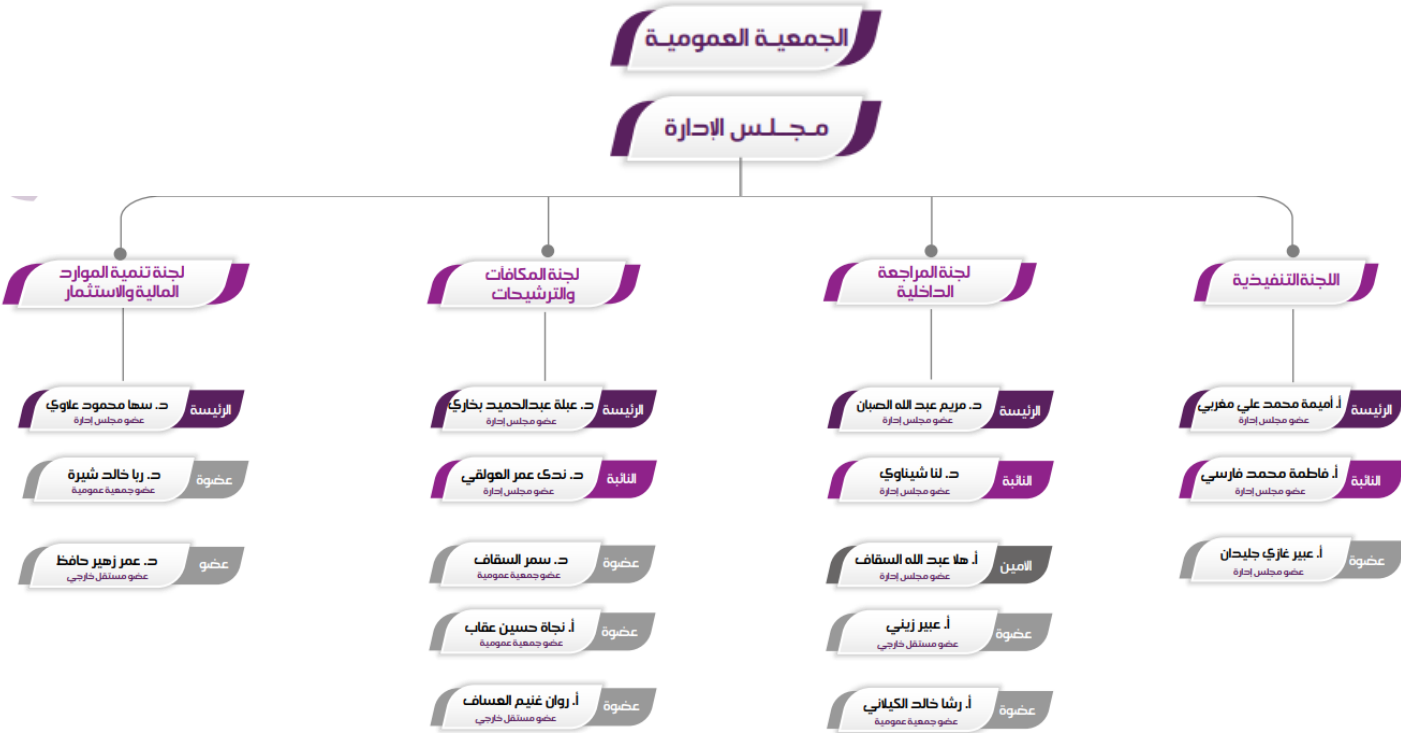 الجمعية العمومية
مجلس الإدارة
اللجنة التنفيذية
الرئيسة
أ. أميمة محمد علي مغربي
عضو مجلس إدارة
النائبة
أ. فاطمة محمد فارسي
عضو مجلس إدارة
عضوة
أ. عبير غازي جليدان
عضو مجلس إدارة
لجنة المراجعة
الداخلية
الرئيسة
د. مريم عبد الله الصبان
عضو مجلس إدارة
النائبة
د. لنا شيناوي
عضو مجلس إدارة
الامين
أ. هلا عبد الله السقاف
عضو مجلس إدارة
عضوة
أ. عبير زيني
عضو مستقل خارجي
عضوة
أ. رشا خالد الكيلاني
عضو جمعية عمومية
لجنة المكافآت
والترشيحات
الرئيسة
د. عبلة عبدالحميد بخاري
عضو مجلس إدارة
النائبة
د. ندى عمر العولقي
عضو مجلس إدارة
عضوة
د. سمر السقاف
عضو جمعية عمومية
عضوة
أ. نجاة حسين عقاب
عضو جمعية عمومية
عضوة
أ. روان غنيم العساف
عضو مستقل خارجي
لجنة تنمية الموارد
المالية والاستثمار
الرئيسة
د. سها محمود علاوي
عضو مجلس إدارة
عضوة
د. ربا خالد شيرة
عضو جمعية عمومية
عضو
د. عمر زهير حافظ
عضو مستقل خارجي